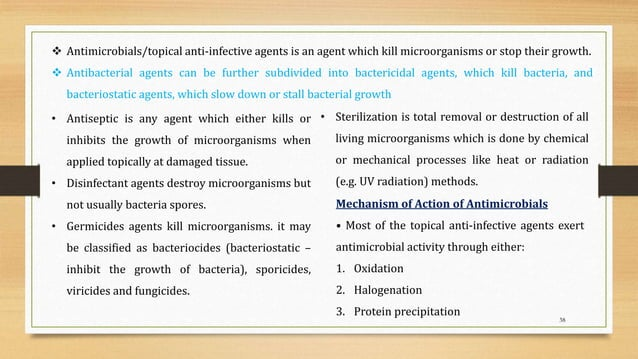 ❖ Antimicrobials/topical anti-infective agents is an agent which kill microorganisms or stop their growth.
❖ Antibacterial agents can be further subdivided into bactericidal agents, which kill bacteria, and
bacteriostatic agents, which slow down or stall bacterial growth
• Antiseptic is any agent which either kills or
inhibits the growth of microorganisms when
applied topically at damaged tissue.
• Disinfectant agents destroy microorganisms but
not usually bacteria spores.
• Germicides agents kill microorganisms. it may
be classified as bacteriocides (bacteriostatic –
inhibit the growth of bacteria), sporicides,
viricides and fungicides.
• Sterilization is total removal or destruction of all
living microorganisms which is done by chemical
or mechanical processes like heat or radiation
(e.g. UV radiation) methods.
Mechanism of Action of Antimicrobials
▪ Most of the topical anti-infective agents exert
antimicrobial activity through either:
1. Oxidation
2. Halogenation
3. Protein precipitation